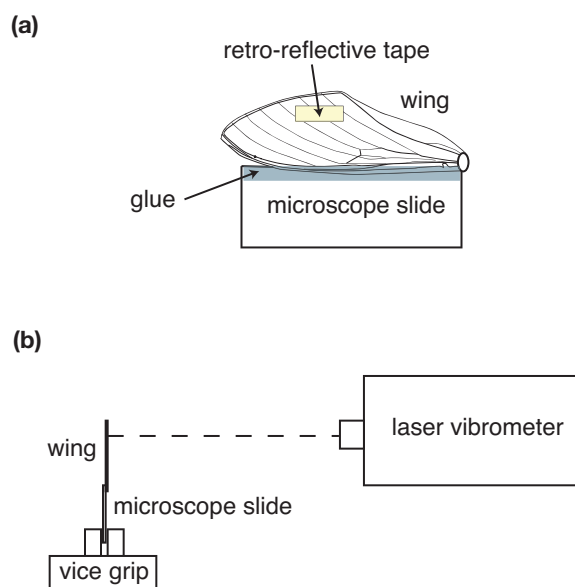 (a)
retro-reflective tape
wing
glue
microscope slide
(b)
laser vibrometer
wing
microscope slide
vice grip